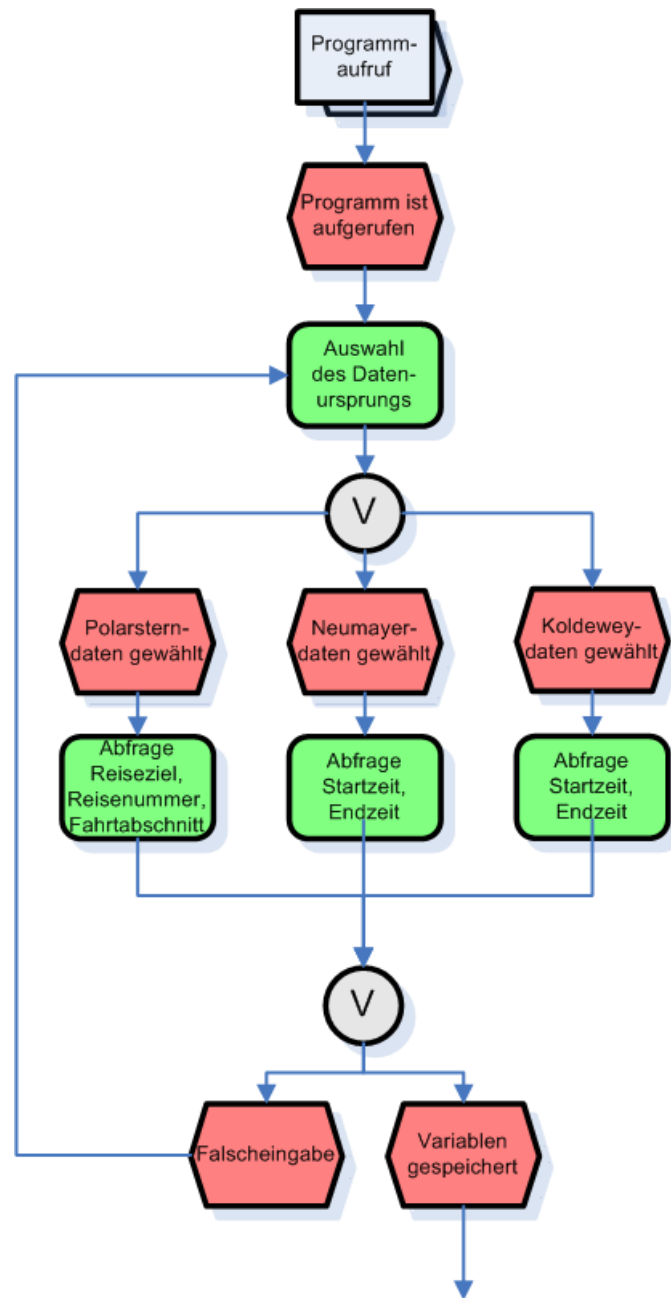 Programm-
aufruf
Programm ist
aufgerufen
Auswahl
des Daten-
ursprungs
V
Polarstern-
daten gewählt
Neumayer-
daten gewählt
Koldewey-
daten gewählt
Abfrage
Reiseziel,
Reisenummer,
Fahrtabschnitt
Abfrage
Startzeit,
Endzeit
Abfrage
Startzeit,
Endzeit
V
Falscheingabe
Variablen
gespeichert